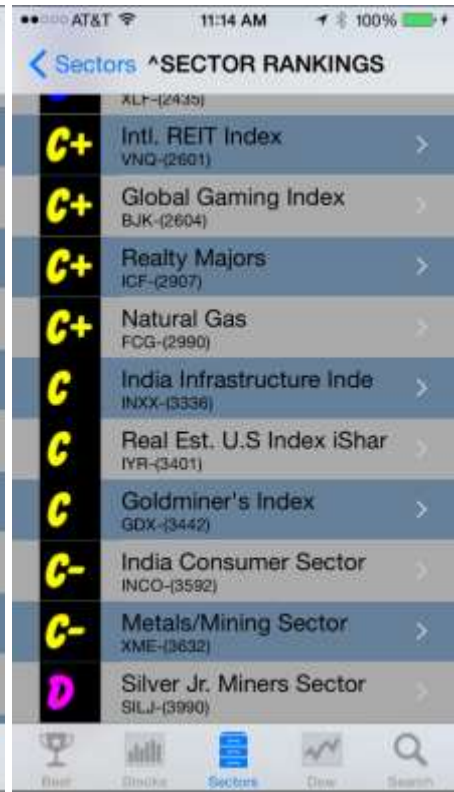 AT&T 11:14 AM 100%
Sectors ^SECTOR RANKINGS
XLF-(2435)
C+ Intl. REIT Index
VNQ-(2601)
C+ Global Gaming Index
BJK-(2604)
C+ Realty Majors
ICF-(2907)
C+ Natural Gas
FCG-(2990)
C India Infrastructure Inde
INXX-(3336)
C Real Est. U.S Index iShar
IYR-(3401)
C Goldminer's Index
GDX-(3442)
C- India Consumer Sector
INCO-(3592)
C- Metals/Mining Sector
XME-(3632)
D Silver Jr. Miners Sector
SILJ-(3990)
Stocks Sectors Dow Search